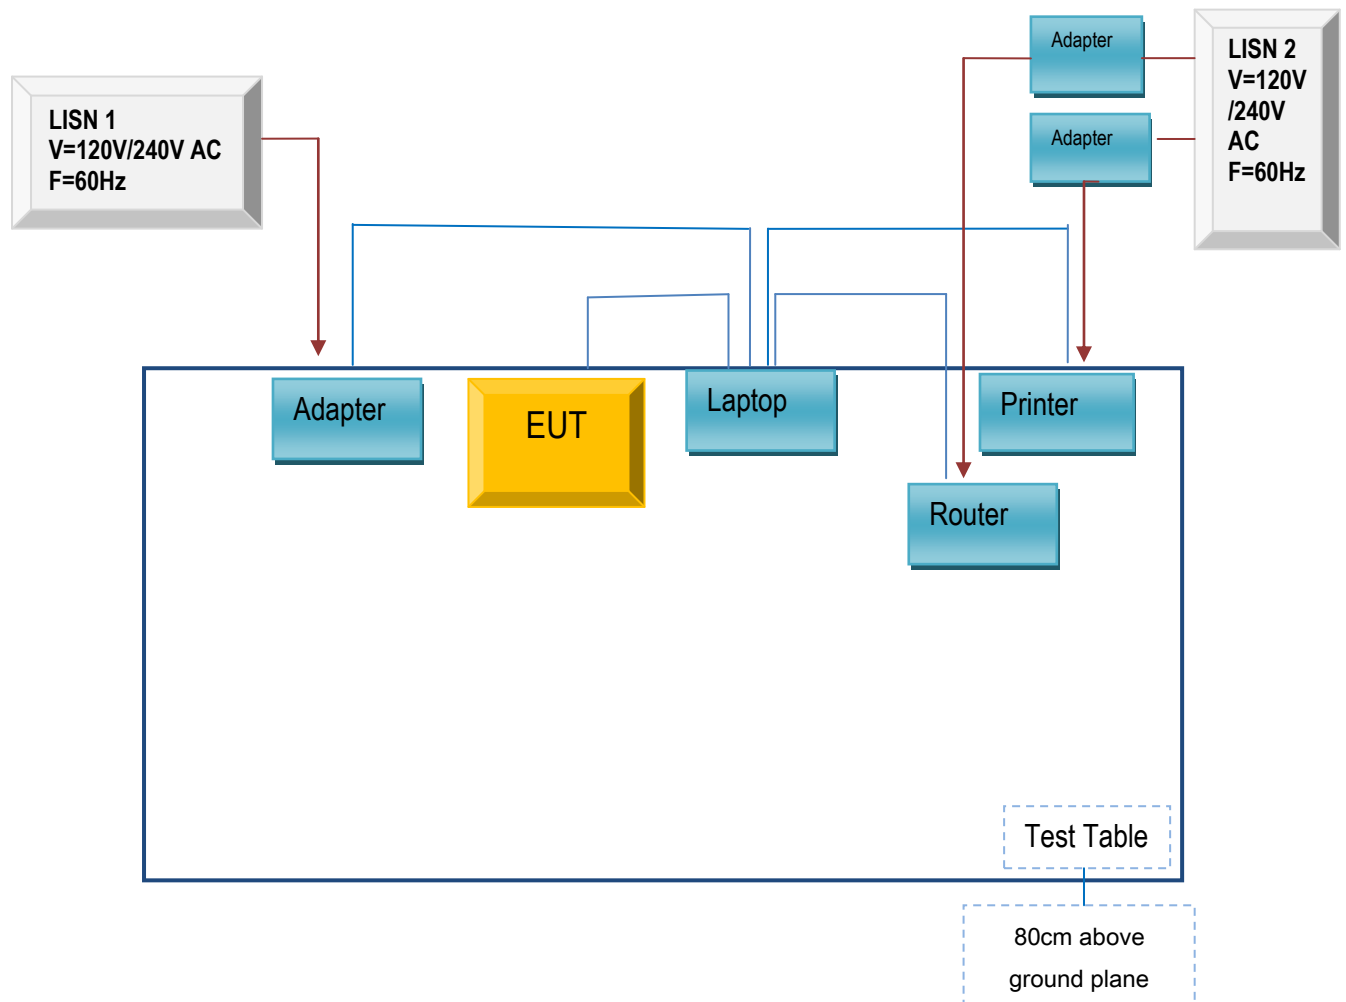 Adapter
LISN 2
V=120V
/240V
AC
F=60Hz
LISN 1
V=120V/240V AC
F=60Hz
Adapter
Adapter
EUT
Laptop
Printer
Router
Test Table
80cm above
ground plane